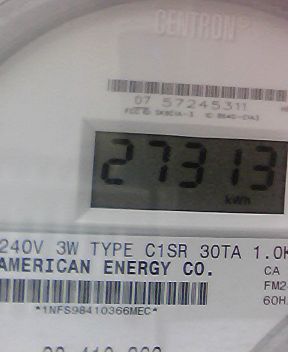 CENTRON
07 57245311
27313
kWh
240V 3W TYPE C1SR 30TA 1.0K
AMERICAN ENERGY CO.
CA
FM2
60H
*1NFS98410366MEC*